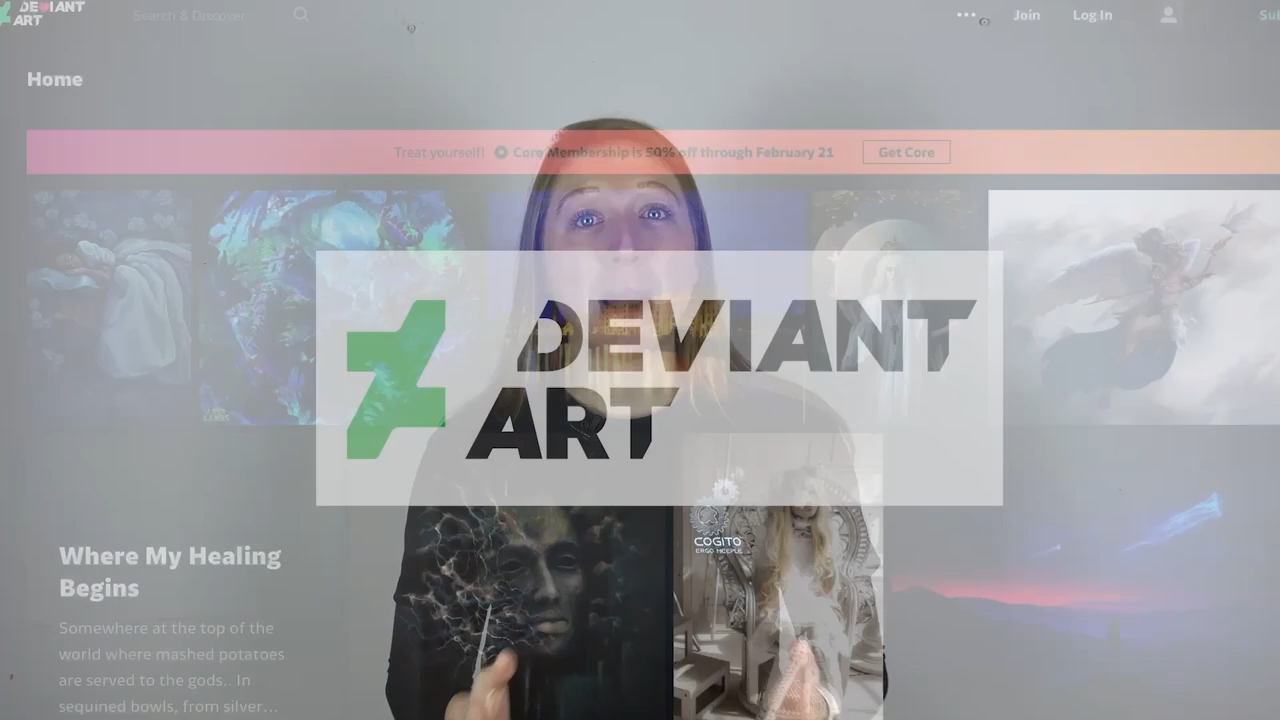 DEVIANT
ART
Search & Discover
Join
Log In
Home
Treat yourself! Core Membership is 50% off through February 21
Get Core
DEVIANT
ART
COGITO
ERGO MEEPLE
Where My Healing
Begins
Somewhere at the top of the
world where mashed potatoes
are served to the gods.. In
sequined bowls, from silver...